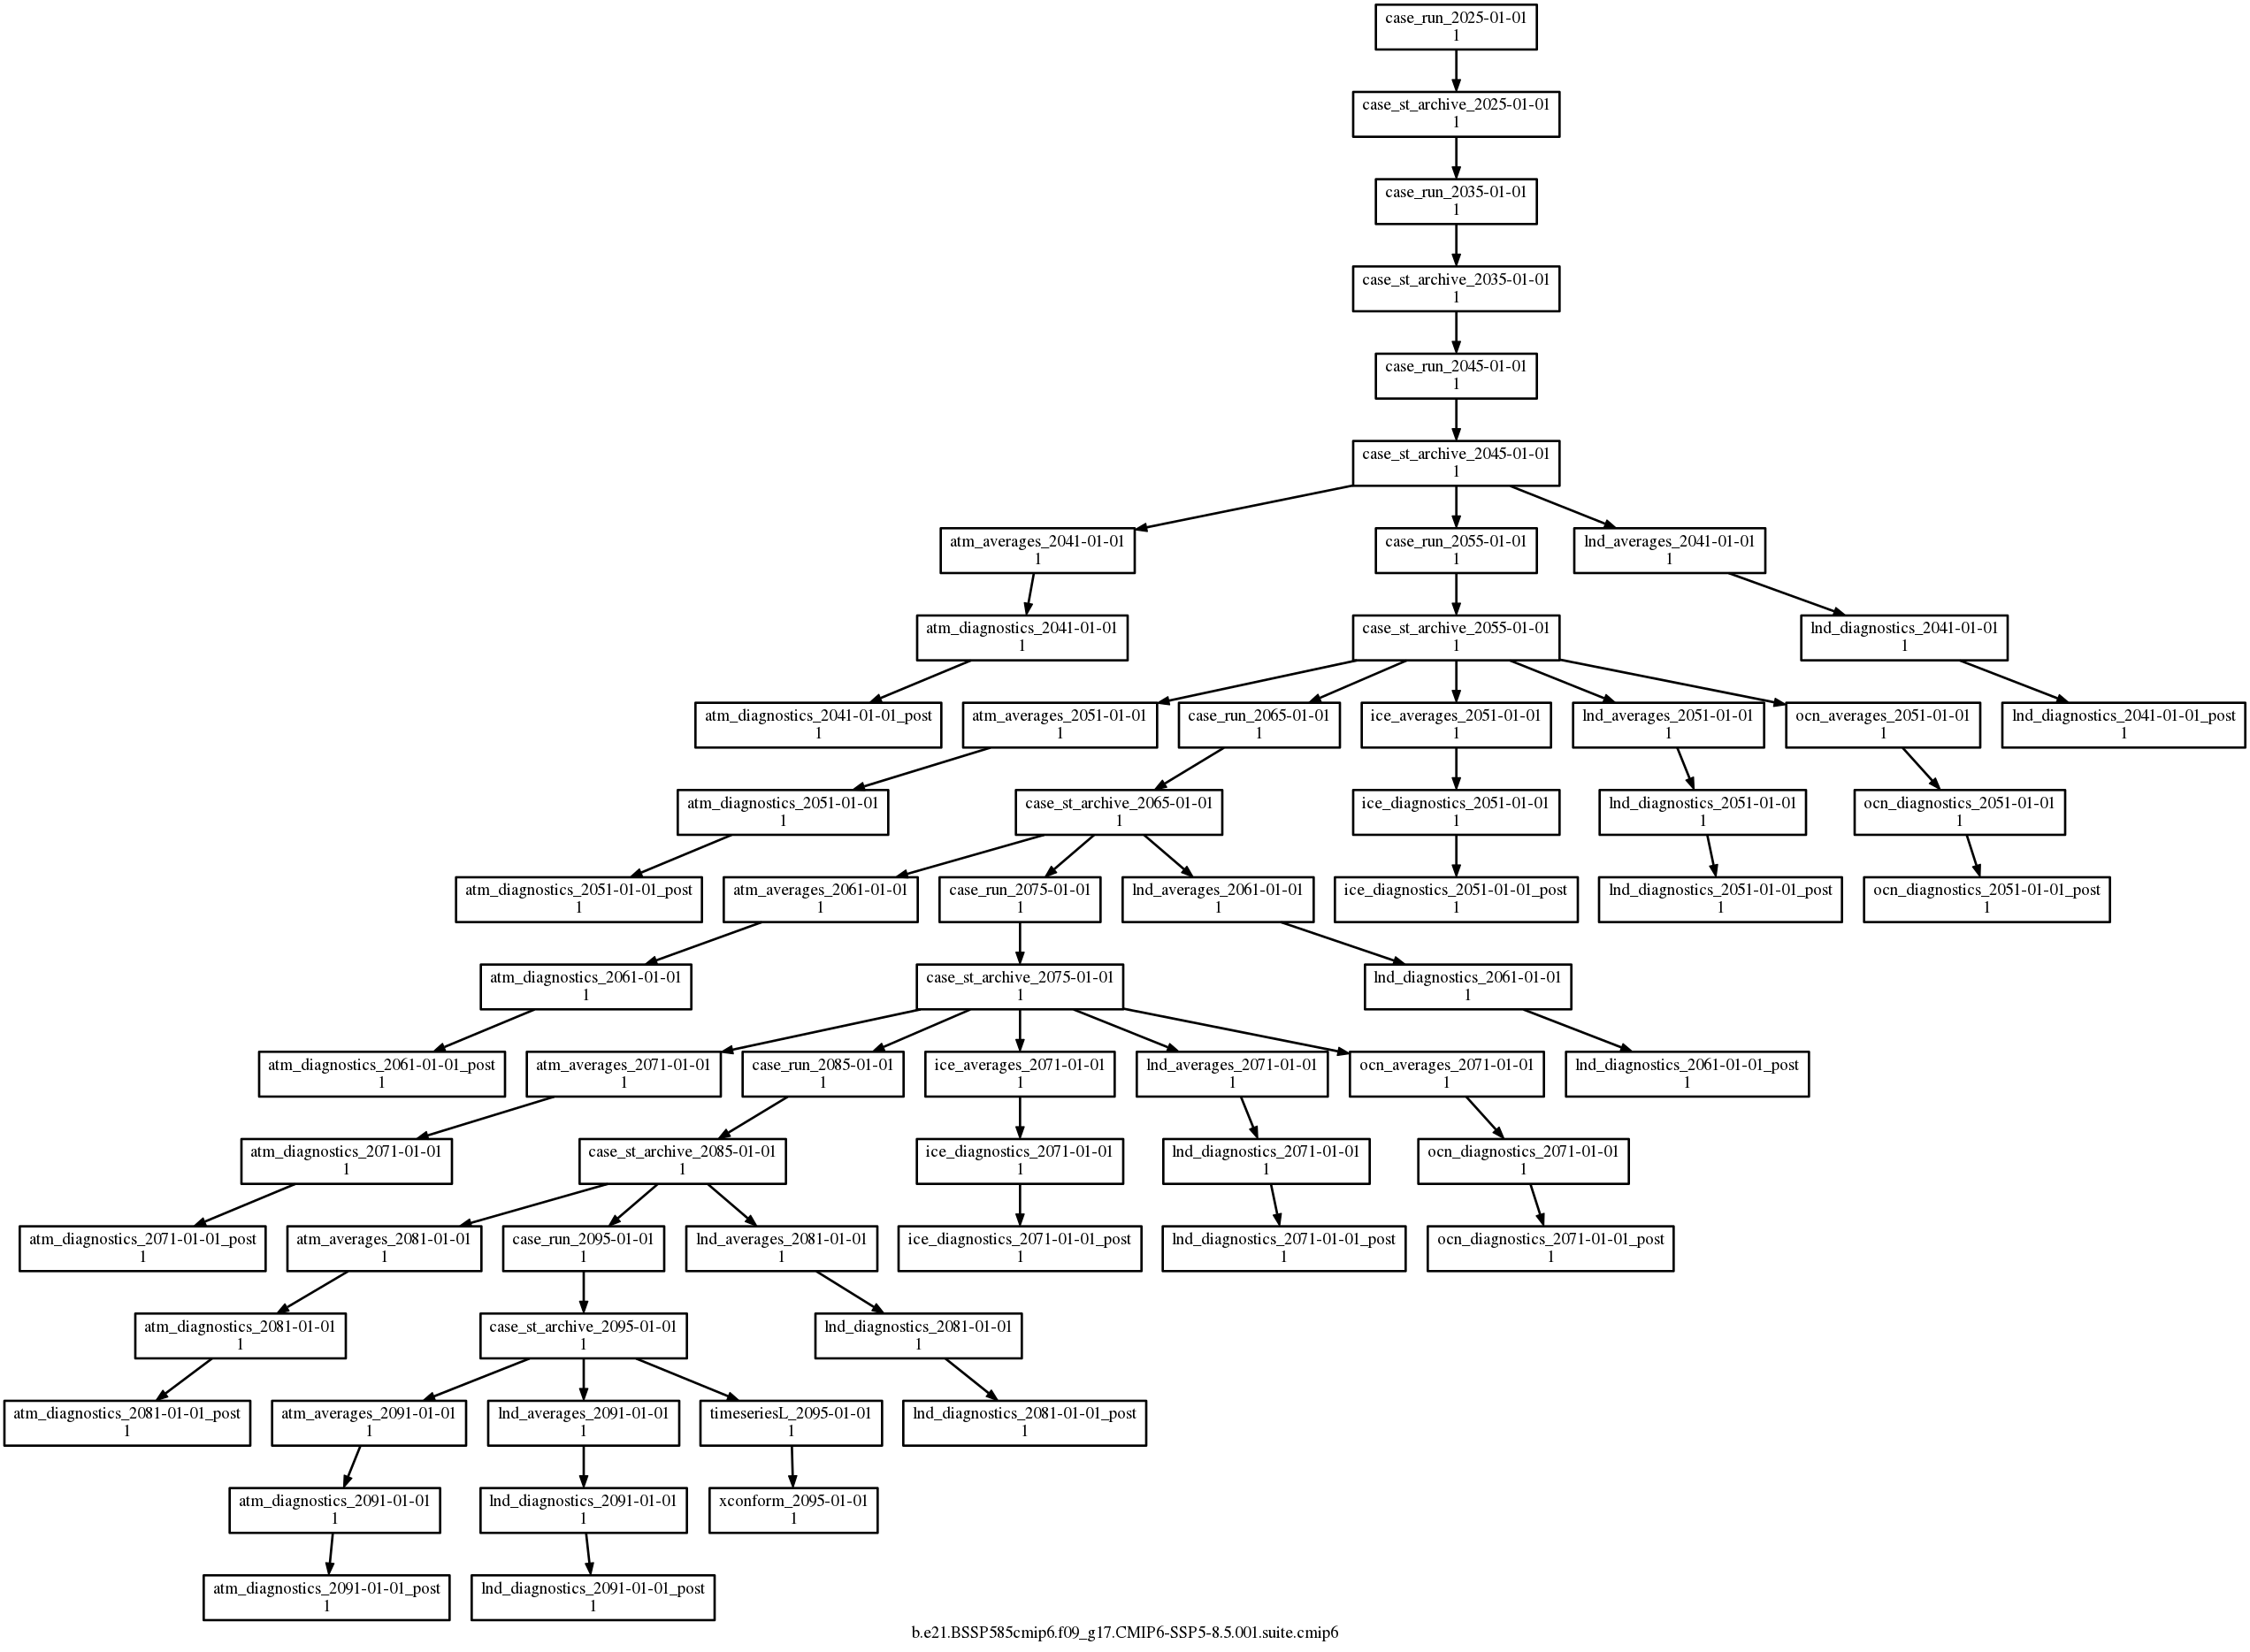 case_run_2025-01-01
1
case_st_archive_2025-01-01
1
case_run_2035-01-01
1
case_st_archive_2035-01-01
1
case_run_2045-01-01
1
case_st_archive_2045-01-01
1
atm_averages_2041-01-01
1
case_run_2055-01-01
1
lnd_averages_2041-01-01
1
atm_diagnostics_2041-01-01
1
case_st_archive_2055-01-01
1
lnd_diagnostics_2041-01-01
1
atm_diagnostics_2041-01-01_post
1
atm_averages_2051-01-01
1
case_run_2065-01-01
1
ice_averages_2051-01-01
1
lnd_averages_2051-01-01
1
ocn_averages_2051-01-01
1
lnd_diagnostics_2041-01-01_post
1
atm_diagnostics_2051-01-01
1
case_st_archive_2065-01-01
1
ice_diagnostics_2051-01-01
1
lnd_diagnostics_2051-01-01
1
ocn_diagnostics_2051-01-01
1
atm_diagnostics_2051-01-01_post
1
atm_averages_2061-01-01
1
case_run_2075-01-01
1
lnd_averages_2061-01-01
1
ice_diagnostics_2051-01-01_post
1
lnd_diagnostics_2051-01-01_post
1
ocn_diagnostics_2051-01-01_post
1
atm_diagnostics_2061-01-01
1
case_st_archive_2075-01-01
1
lnd_diagnostics_2061-01-01
1
atm_diagnostics_2061-01-01_post
1
atm_averages_2071-01-01
1
case_run_2085-01-01
1
ice_averages_2071-01-01
1
lnd_averages_2071-01-01
1
ocn_averages_2071-01-01
1
lnd_diagnostics_2061-01-01_post
1
atm_diagnostics_2071-01-01
1
case_st_archive_2085-01-01
1
ice_diagnostics_2071-01-01
1
lnd_diagnostics_2071-01-01
1
ocn_diagnostics_2071-01-01
1
atm_diagnostics_2071-01-01_post
1
atm_averages_2081-01-01
1
case_run_2095-01-01
1
lnd_averages_2081-01-01
1
ice_diagnostics_2071-01-01_post
1
lnd_diagnostics_2071-01-01_post
1
ocn_diagnostics_2071-01-01_post
1
atm_diagnostics_2081-01-01
1
case_st_archive_2095-01-01
1
lnd_diagnostics_2081-01-01
1
atm_diagnostics_2081-01-01_post
1
atm_averages_2091-01-01
1
lnd_averages_2091-01-01
1
timeseriesL_2095-01-01
1
lnd_diagnostics_2081-01-01_post
1
atm_diagnostics_2091-01-01
1
lnd_diagnostics_2091-01-01
1
xconform_2095-01-01
1
atm_diagnostics_2091-01-01_post
1
lnd_diagnostics_2091-01-01_post
1
b.e21.BSSP585cmip6.f09_g17.CMIP6-SSP5-8.5.001.suite.cmip6